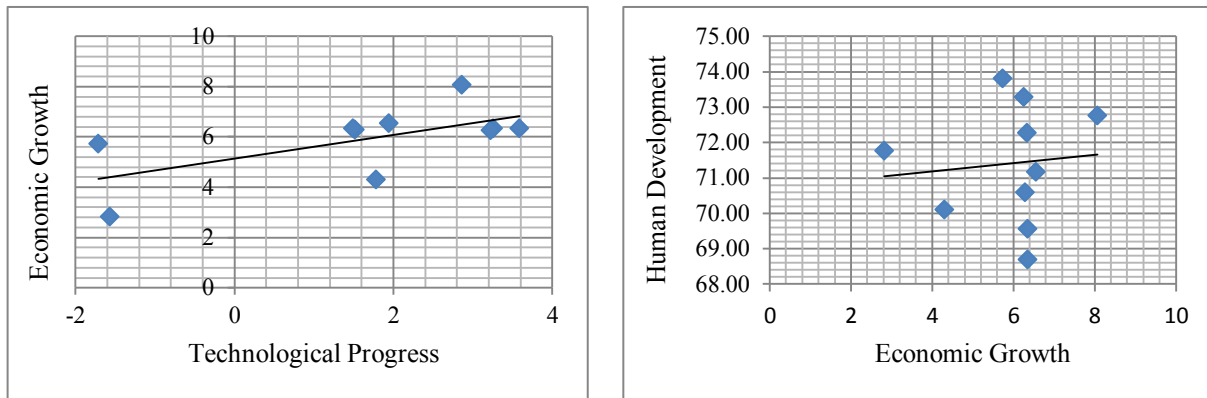 10
8
6
4
2
0
-2 0 2 4
Economic Growth
Technological Progress
75.00
74.00
73.00
72.00
71.00
70.00
69.00
68.00
0 2 4 6 8 10
Human Development
Economic Growth